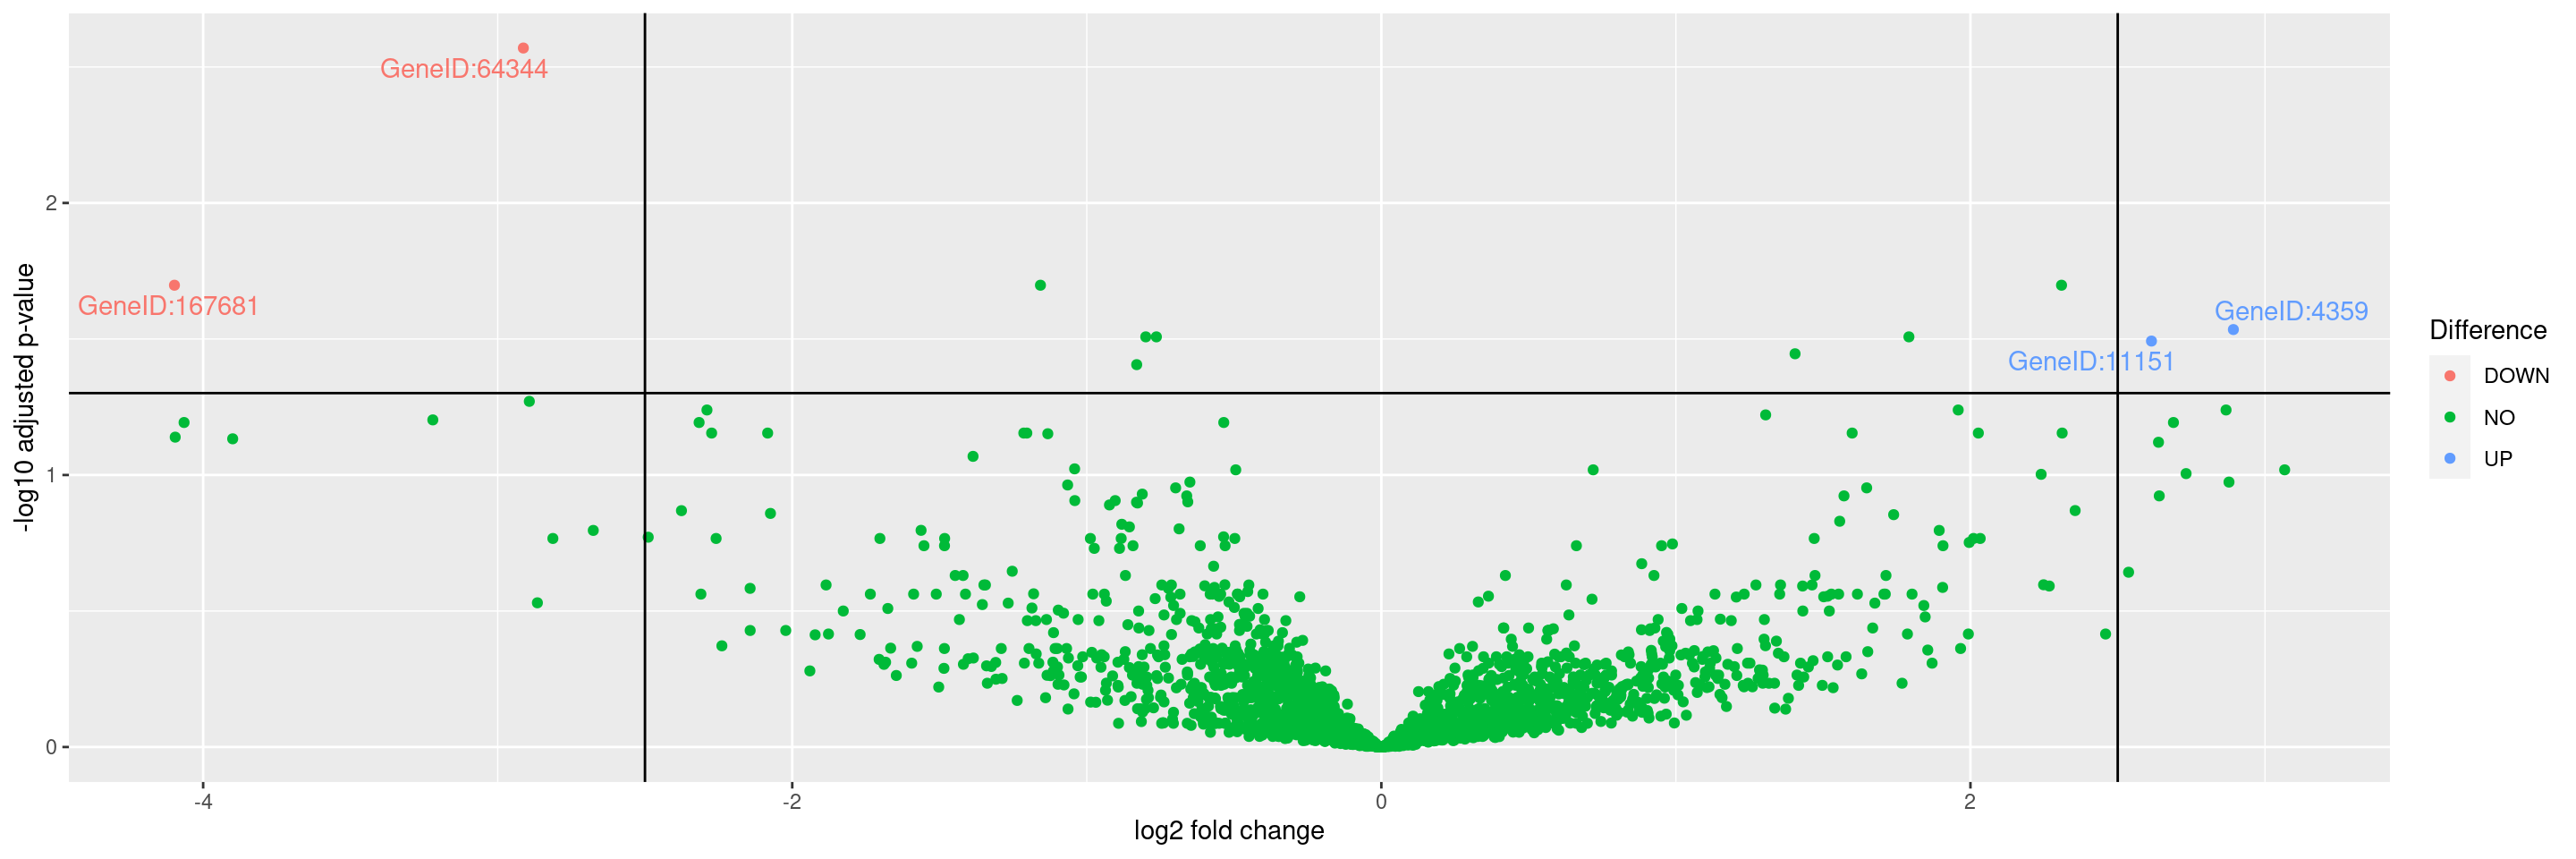 GeneID:64344
GeneID:167681
GeneID:4359
GeneID:11151
-log10 adjusted p-value
2
1
0
-4
-2
0
2
log2 fold change
Difference
DOWN
NO
UP